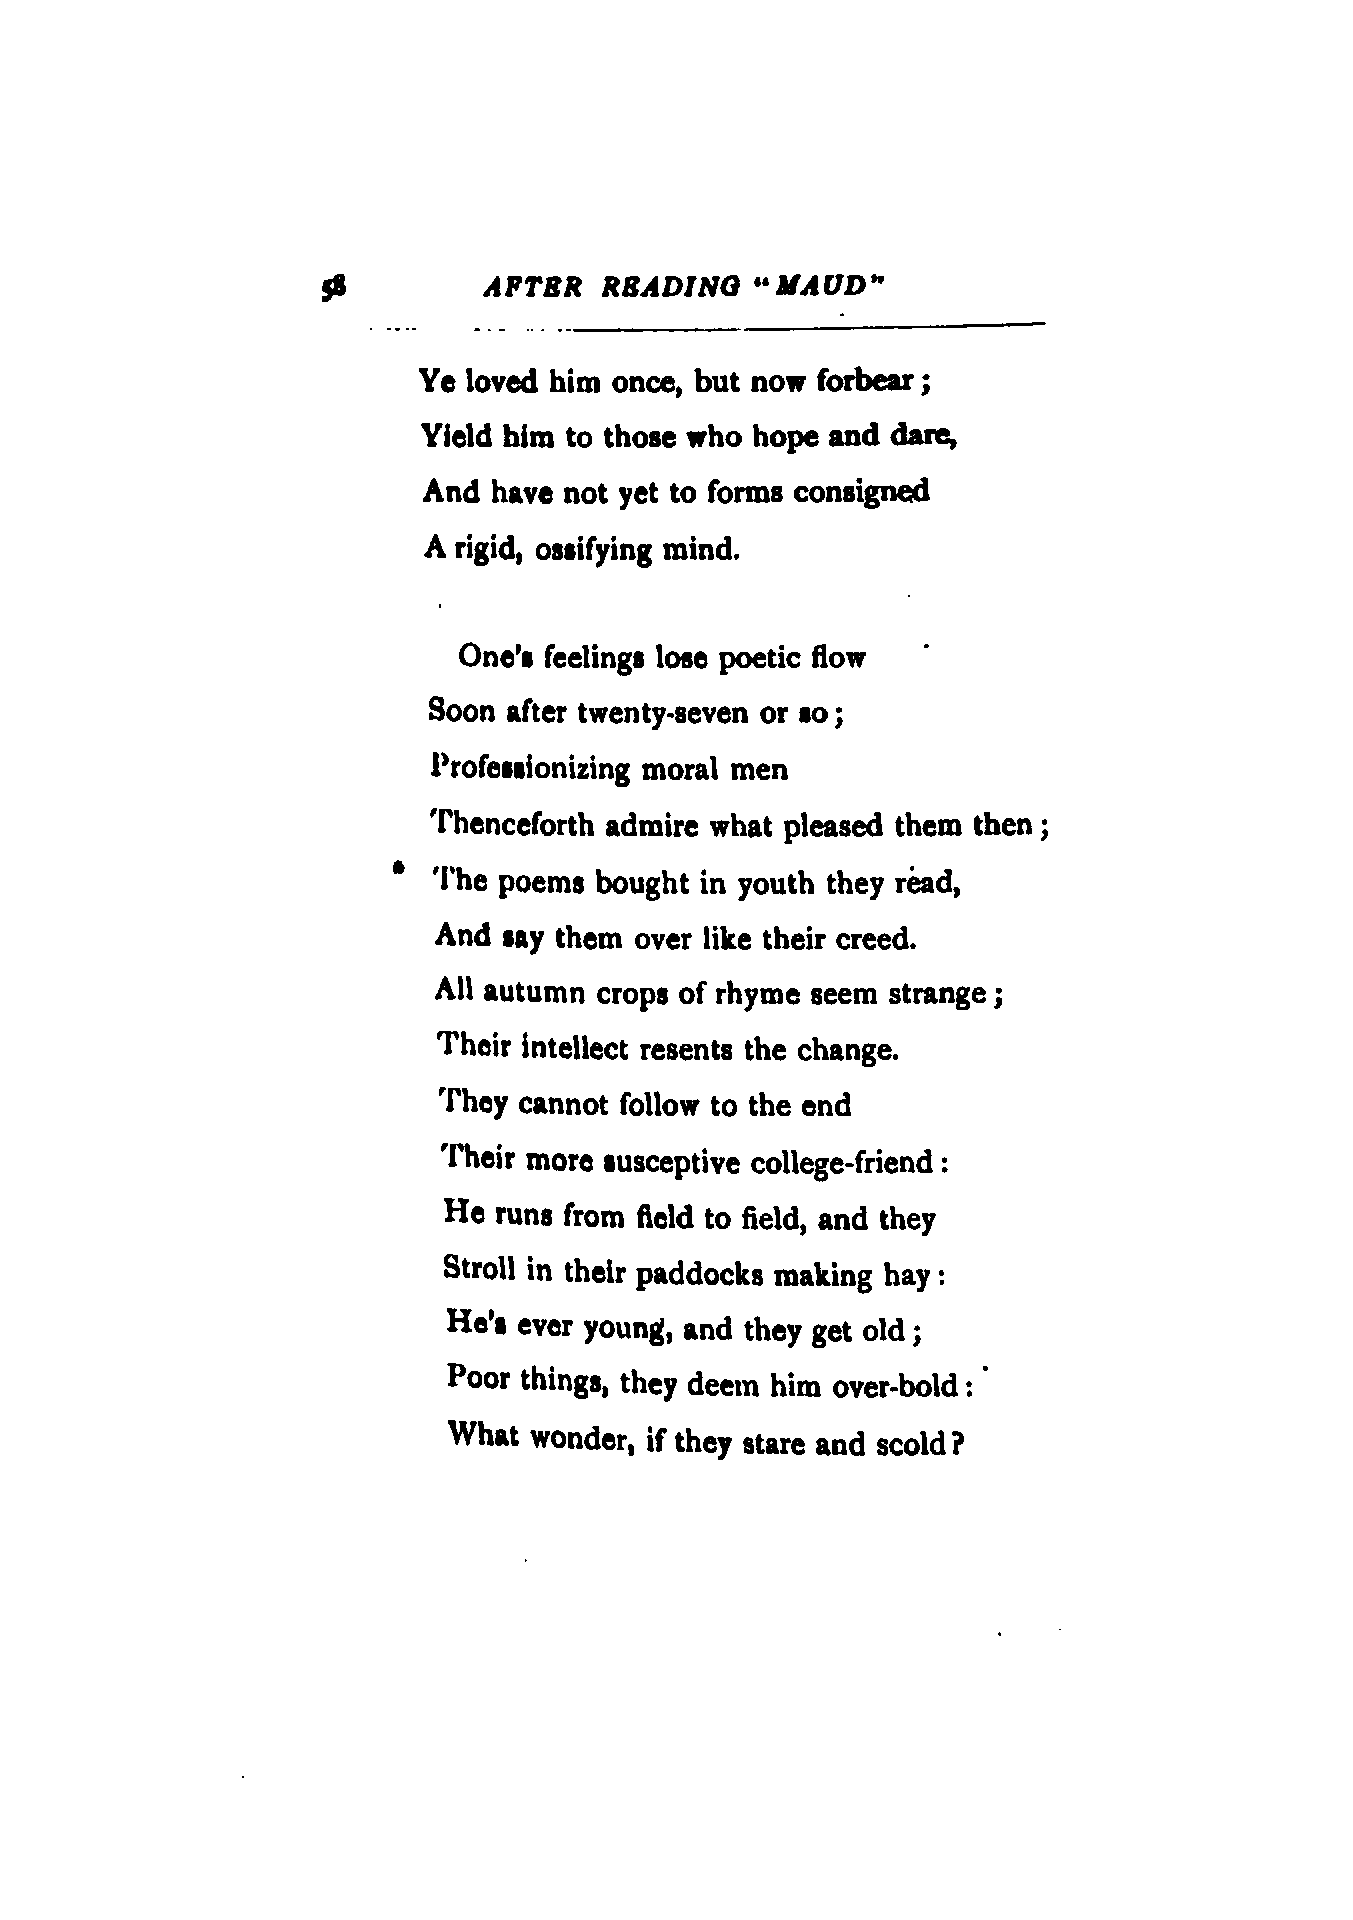 58 AFTER READING "MAUD"
Ye loved him once, but now forbear;
Yield him to those who hope and dare,
And have not yet to forms consigned
A rigid, ossifying mind.
One's feelings lose poetic flow
Soon after twenty-seven or so;
Professionizing moral men
Thenceforth admire what pleased them then;
The poems bought in youth they read,
And say them over like their creed.
All autumn crops of rhyme seem strange;
Their intellect resents the change.
They cannot follow to the end
Their more susceptive college-friend:
He runs from field to field, and they
Stroll in their paddocks making hay:
He's ever young, and they get old;
Poor things, they deem him over-bold:
What wonder, if they stare and scold?